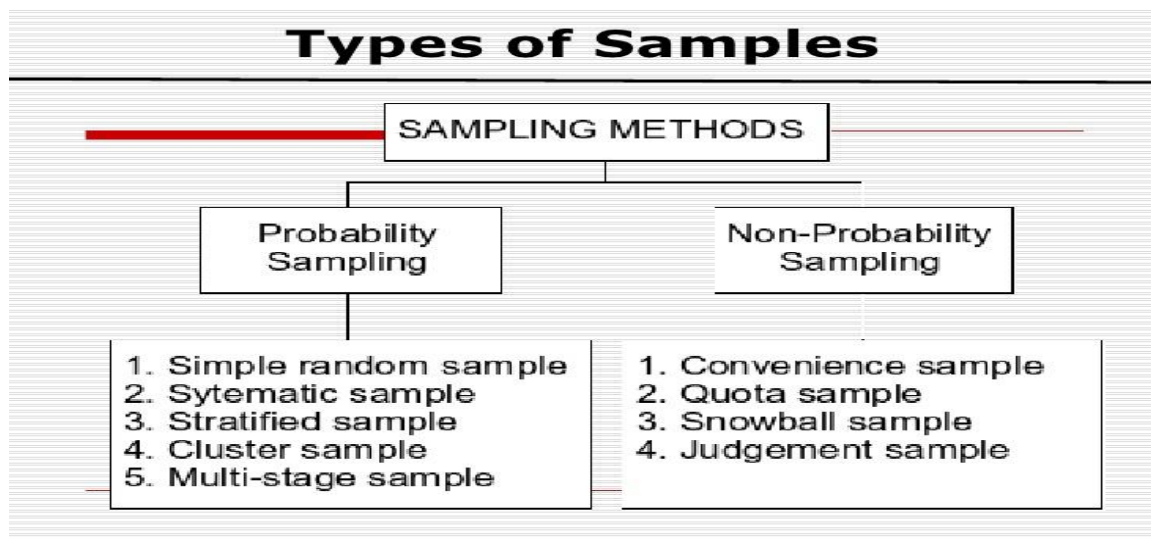 Types of Samples
SAMPLING METHODS
Probability
Sampling
Non-Probability
Sampling
1. Simple random sample
2. Sytematic sample
3. Stratified sample
4. Cluster sample
5. Multi-stage sample
1. Convenience sample
2. Quota sample
3. Snowball sample
4. Judgement sample